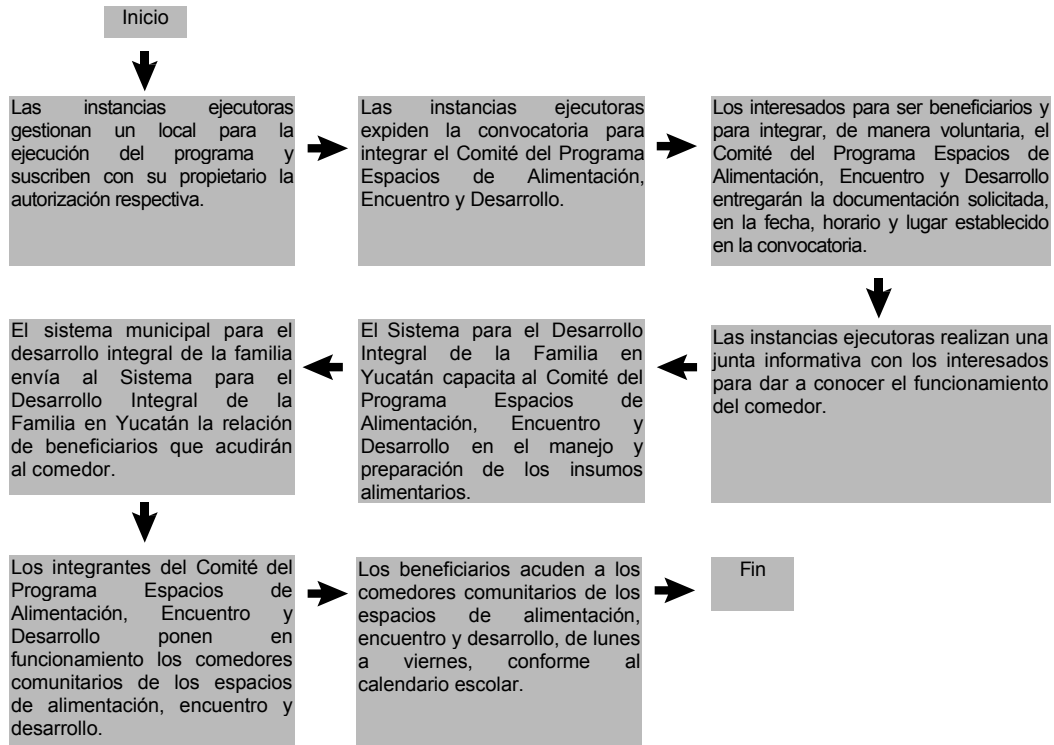 Inicio
Las instancias ejecutoras
gestionan un local para la
ejecución del programa y
suscriben con su propietario la
autorización respectiva.
Las instancias ejecutoras
expiden la convocatoria para
integrar el Comité del Programa
Espacios de Alimentación,
Encuentro y Desarrollo.
Los interesados para ser beneficiarios y
para integrar, de manera voluntaria, el
Comité del Programa Espacios de
Alimentación, Encuentro y Desarrollo
entregarán la documentación solicitada,
en la fecha, horario y lugar establecido
en la convocatoria.
Las instancias ejecutoras realizan una
junta informativa con los interesados
para dar a conocer el funcionamiento
del comedor.
El Sistema para el Desarrollo
Integral de la Familia en
Yucatán capacita al Comité del
Programa Espacios de
Alimentación, Encuentro y
Desarrollo en el manejo y
preparación de los insumos
alimentarios.
El sistema municipal para el
desarrollo integral de la familia
envía al Sistema para el
Desarrollo Integral de la
Familia en Yucatán la relación
de beneficiarios que acudirán
al comedor.
Los integrantes del Comité del
Programa Espacios de
Alimentación, Encuentro y
Desarrollo ponen en
funcionamiento los comedores
comunitarios de los espacios
de alimentación, encuentro y
desarrollo.
Los beneficiarios acuden a los
comedores comunitarios de los
espacios de alimentación,
encuentro y desarrollo, de lunes
a viernes, conforme al
calendario escolar.
Fin